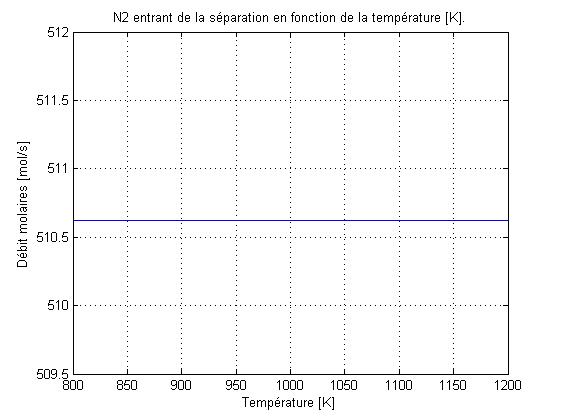 N2 entrant de la séparation en fonction de la température [K].
512
511.5
511
510.5
510
509.5
Débit molaires [mol/s]
800 850 900 950 1000 1050 1100 1150 1200
Température [K]